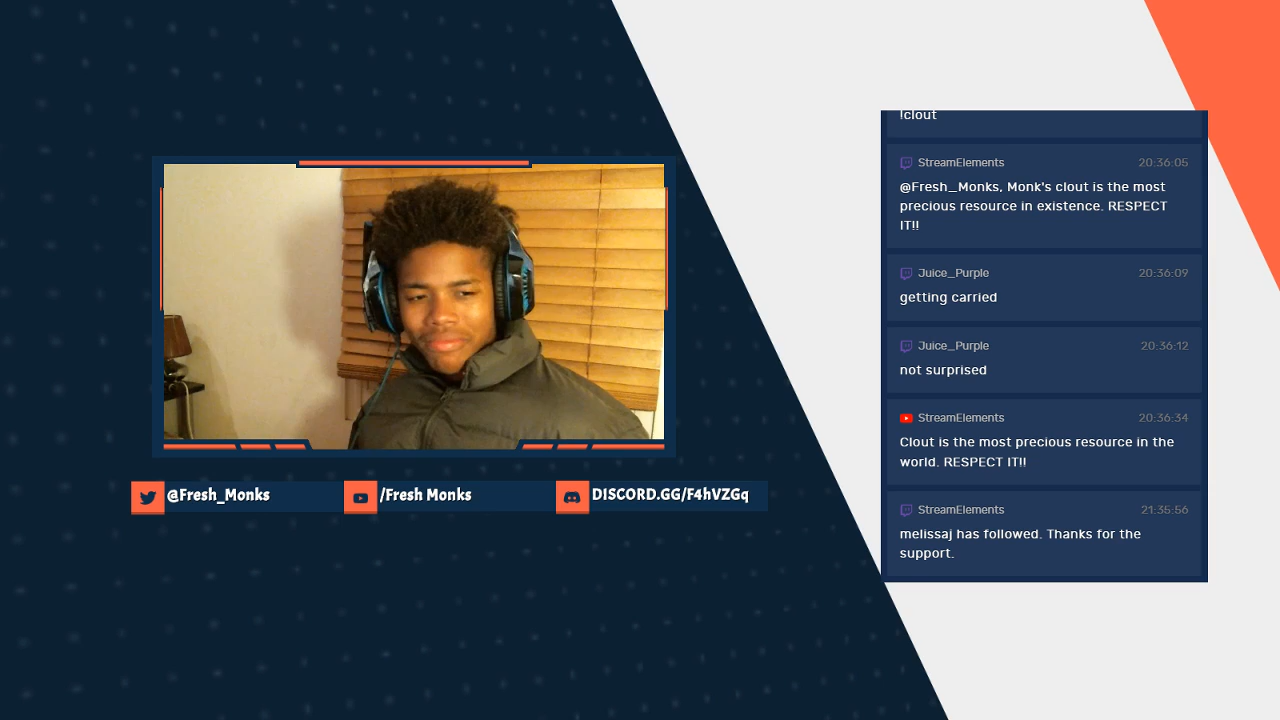 @Fresh_Monks
/Fresh Monks
DISCORD.GG/F4hVZGq
!clout
StreamElements 20:36:05
@Fresh_Monks, Monk's clout is the most
precious resource in existence. RESPECT
IT!!
Juice_Purple 20:36:09
getting carried
Juice_Purple 20:36:12
not surprised
StreamElements 20:36:34
Clout is the most precious resource in the
world. RESPECT IT!!
StreamElements 21:35:56
melissaj has followed. Thanks for the
support.